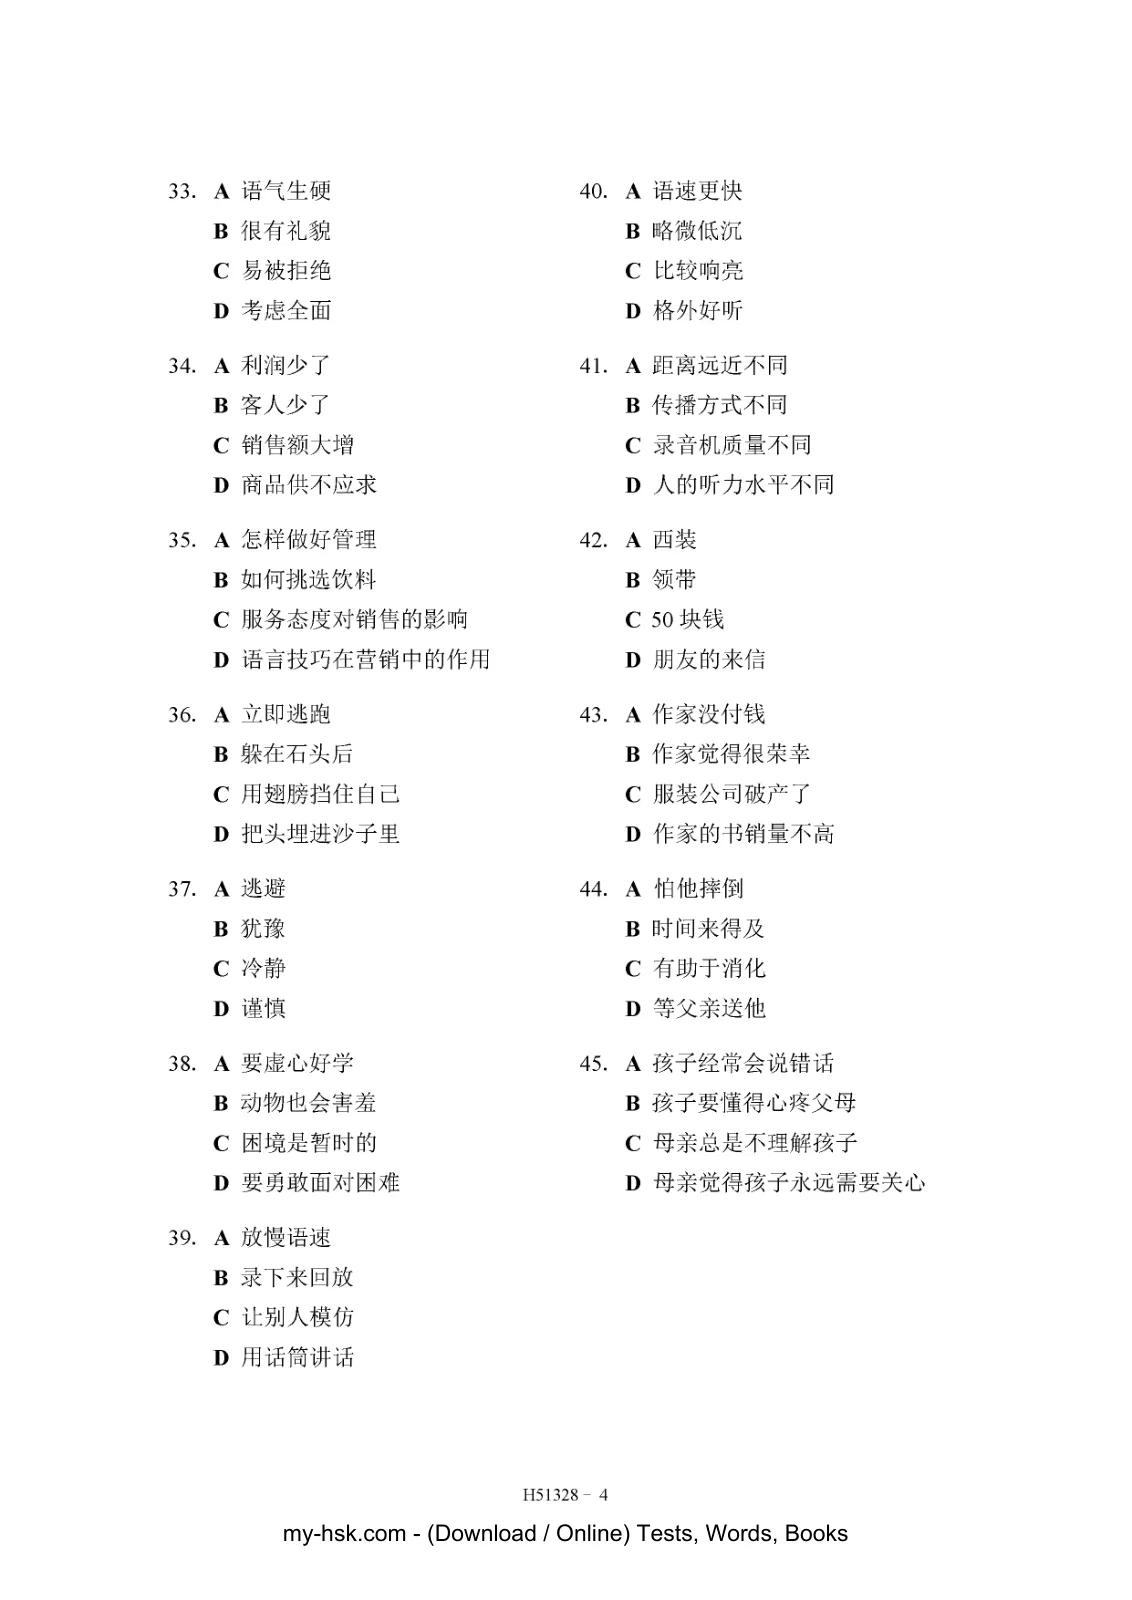 33. A 语气生硬
B 很有礼貌
C 易被拒绝
D 考虑全面
34. A 利润少了
B 客人少了
C 销售额大增
D 商品供不应求
35. A 怎样做好管理
B 如何挑选饮料
C 服务态度对销售的影响
D 语言技巧在营销中的作用
36. A 立即逃跑
B 躲在石头后
C 用翅膀挡住自己
D 把头埋进沙子里
37. A 逃避
B 犹豫
C 冷静
D 谨慎
38. A 要虚心好学
B 动物也会害羞
C 困境是暂时的
D 要勇敢面对困难
39. A 放慢语速
B 录下来回放
C 让别人模仿
D 用话筒讲话
40. A 语速更快
B 略微低沉
C 比较响亮
D 格外好听
41. A 距离远近不同
B 传播方式不同
C 录音机质量不同
D 人的听力水平不同
42. A 西装
B 领带
C 50 块钱
D 朋友的来信
43. A 作家没付钱
B 作家觉得很荣幸
C 服装公司破产了
D 作家的书销量不高
44. A 怕他摔倒
B 时间来得及
C 有助于消化
D 等父亲送他
45. A 孩子经常会说错话
B 孩子要懂得心疼父母
C 母亲总是不理解孩子
D 母亲觉得孩子永远需要关心
H51328 - 4
my-hsk.com - (Download / Online) Tests, Words, Books